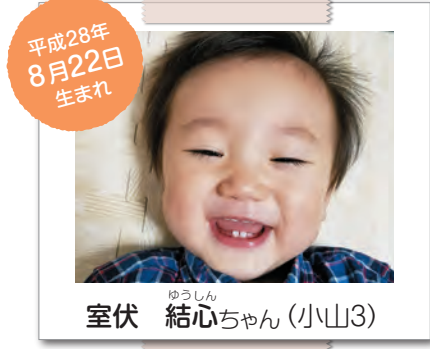 平成28年
8月22日
生まれ
ゆうしん
室伏 結心ちゃん(小山3)